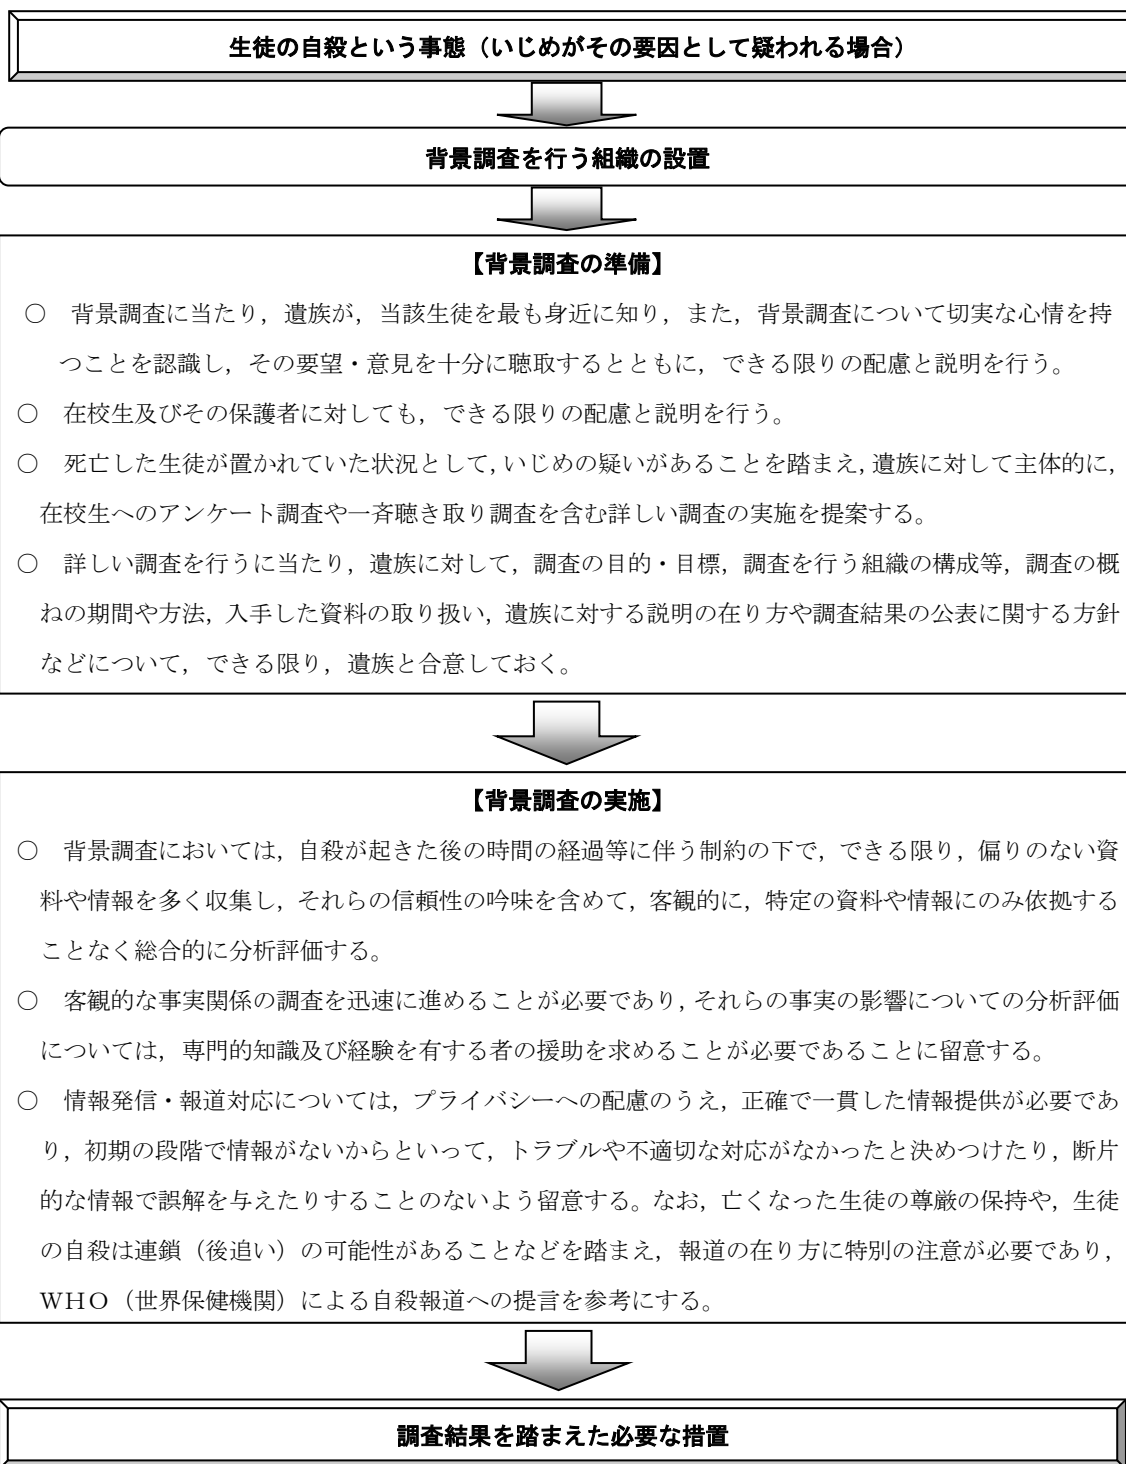 生徒の自殺という事態（いじめがその要因として疑われる場合）
背景調査を行う組織の設置
【背景調査の準備】
○　背景調査に当たり，遺族が，当該生徒を最も身近に知り，また，背景調査について切実な心情を持
つことを認識し，その要望・意見を十分に聴取するとともに，できる限りの配慮と説明を行う。
○　在校生及びその保護者に対しても，できる限りの配慮と説明を行う。
○　死亡した生徒が置かれていた状況として，いじめの疑いがあることを踏まえ，遺族に対して主体的に，
在校生へのアンケート調査や一斉聴き取り調査を含む詳しい調査の実施を提案する。
○　詳しい調査を行うに当たり，遺族に対して，調査の目的・目標，調査を行う組織の構成等，調査の概
ねの期間や方法，入手した資料の取り扱い，遺族に対する説明の在り方や調査結果の公表に関する方針
などについて，できる限り，遺族と合意しておく。
【背景調査の実施】
○　背景調査においては，自殺が起きた後の時間の経過等に伴う制約の下で，できる限り，偏りのない資
料や情報を多く収集し，それらの信頼性の吟味を含めて，客観的に，特定の資料や情報にのみ依拠する
ことなく総合的に分析評価する。
○　客観的な事実関係の調査を迅速に進めることが必要であり，それらの事実の影響についての分析評価
については，専門的知識及び経験を有する者の援助を求めることが必要であることに留意する。
○　情報発信・報道対応については，プライバシーへの配慮のうえ，正確で一貫した情報提供が必要であ
り，初期の段階で情報がないからといって，トラブルや不適切な対応がなかったと決めつけたり，断片
的な情報で誤解を与えたりすることのないよう留意する。なお，亡くなった生徒の尊厳の保持や，生徒
の自殺は連鎖（後追い）の可能性があることなどを踏まえ，報道の在り方に特別の注意が必要であり，
ＷＨＯ（世界保健機関）による自殺報道への提言を参考にする。
調査結果を踏まえた必要な措置